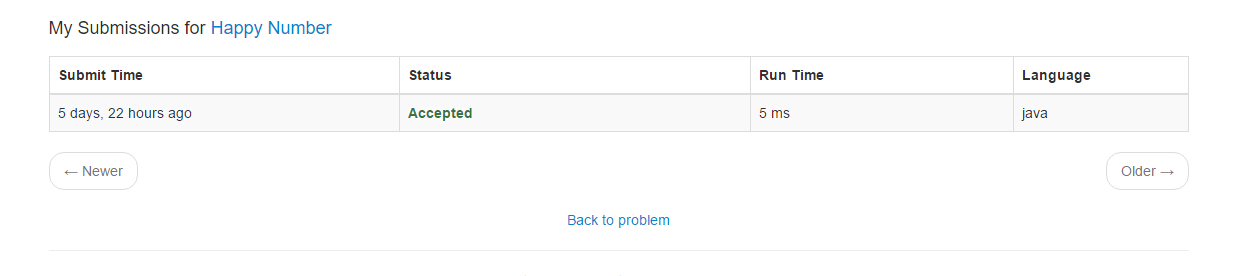 My Submissions for Happy Number
Submit Time Status Run Time Language
5 days, 22 hours ago Accepted 5 ms java
← Newer Older →
Back to problem